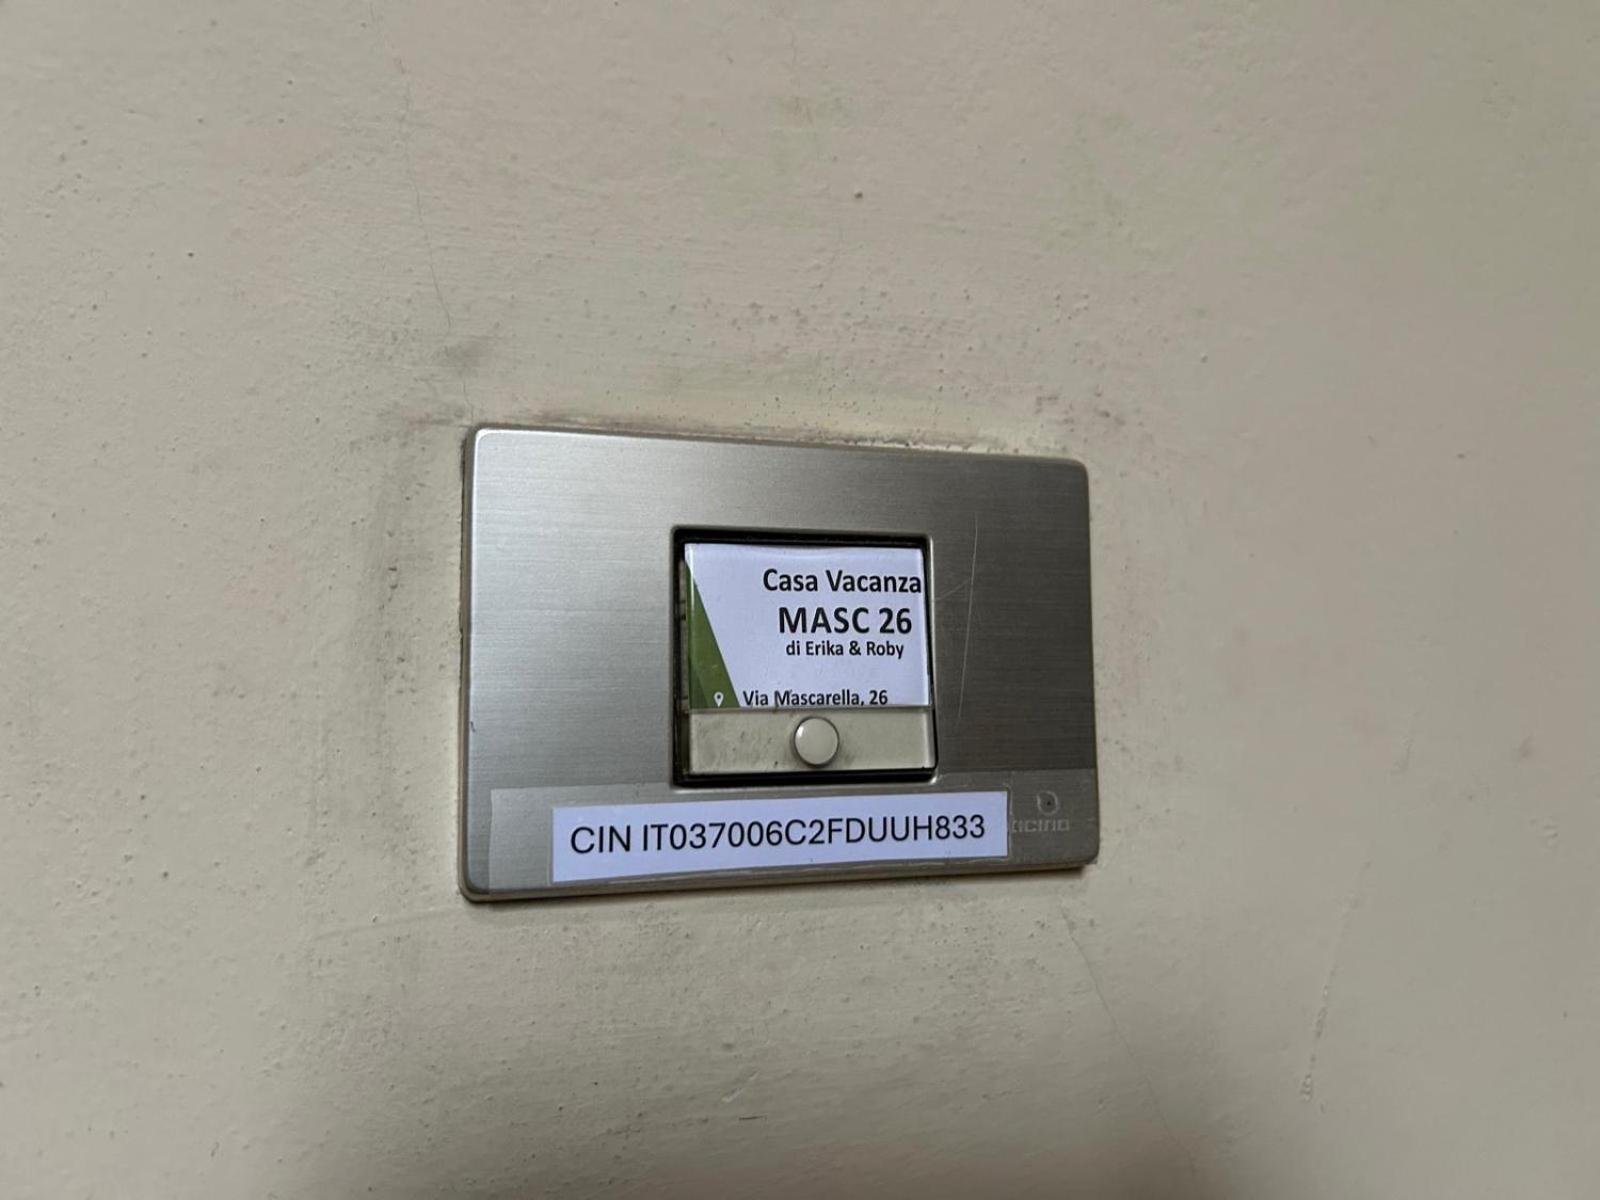 Casa Vacanza
MASC 26
di Erika & Roby
Via Mascarella, 26
CIN IT037006C2FDUUH833